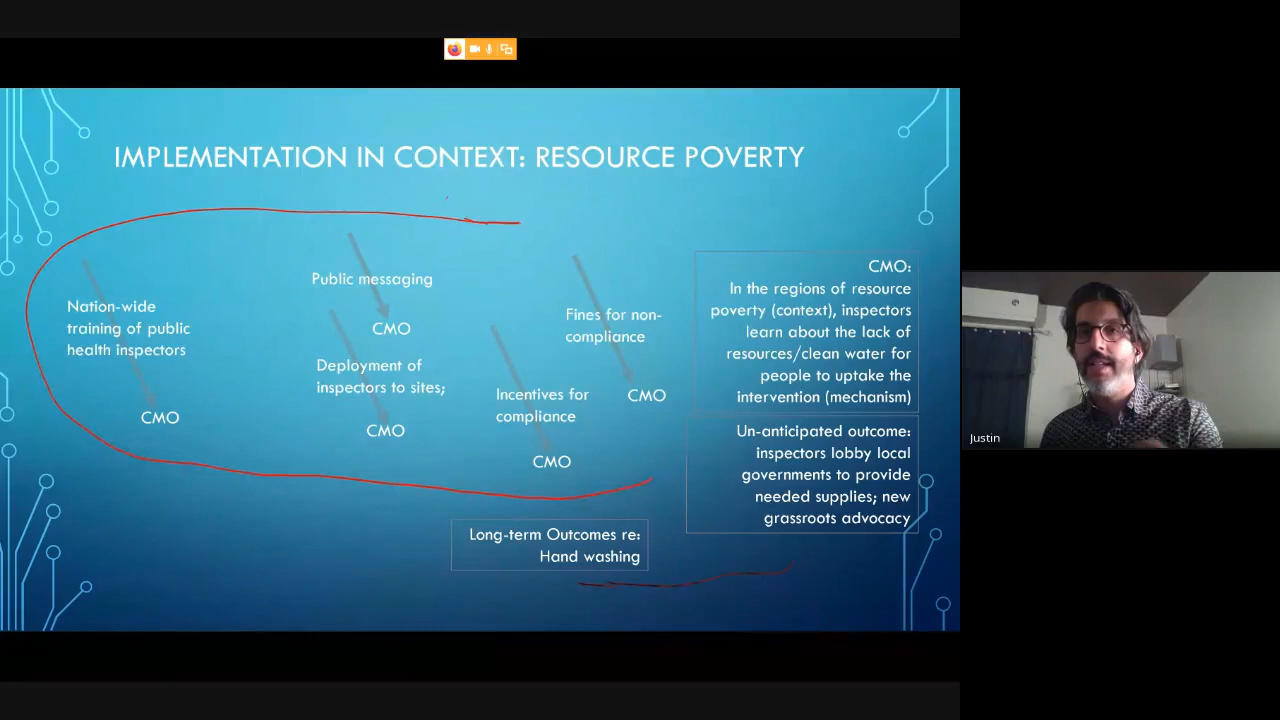 IMPLEMENTATION IN CONTEXT: RESOURCE POVERTY
Nation-wide
training of public
health inspectors
CMO
Public messaging
CMO
Deployment of
inspectors to sites;
CMO
Incentives for
compliance
CMO
Fines for non-
compliance
CMO
CMO:
In the regions of resource
poverty (context), inspectors
learn about the lack of
resources/clean water for
people to uptake the
intervention (mechanism)
Un-anticipated outcome:
inspectors lobby local
governments to provide
needed supplies; new
grassroots advocacy
Long-term Outcomes re:
Hand washing
Justin